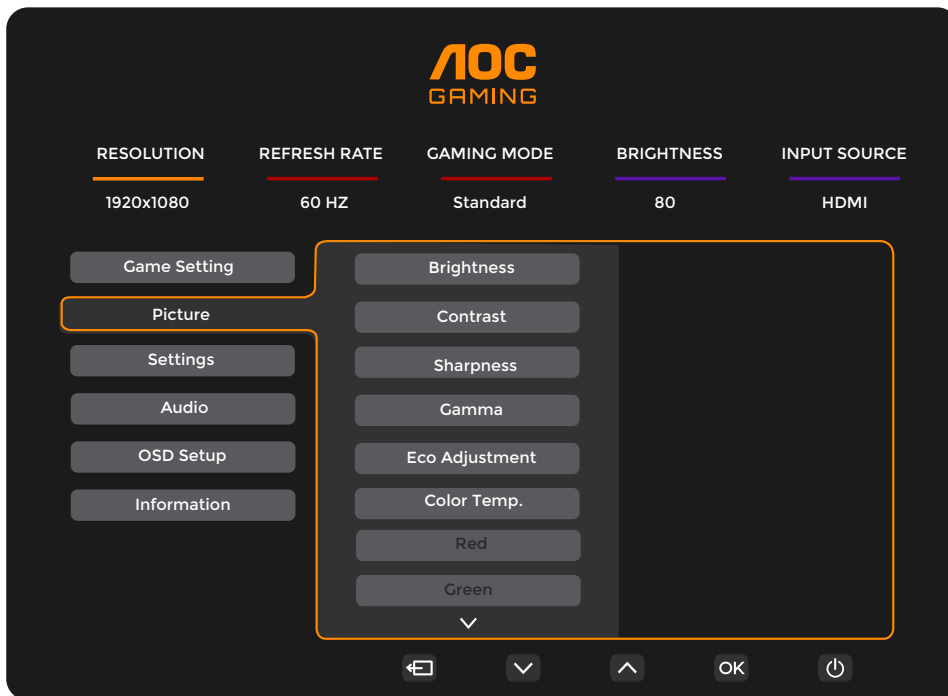 AOC
GAMING
RESOLUTION REFRESH RATE GAMING MODE BRIGHTNESS INPUT SOURCE
1920x1080 60 HZ Standard 80 HDMI
Game Setting
Picture
Settings
Audio
OSD Setup
Information
Brightness
Contrast
Sharpness
Gamma
Eco Adjustment
Color Temp.
Red
Green
OK